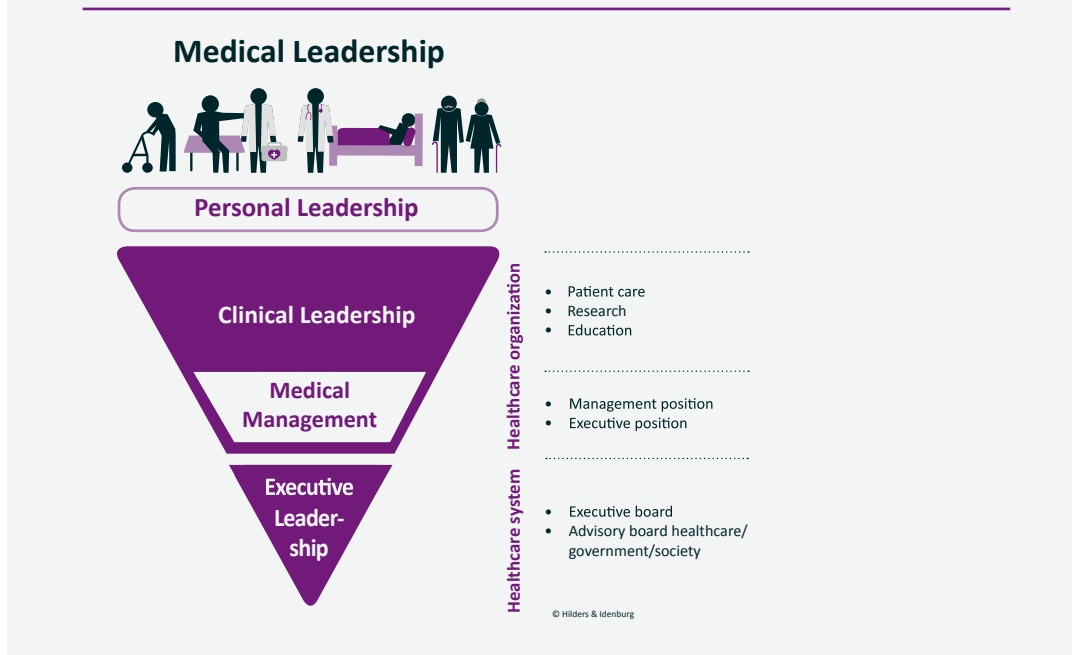 Medical Leadership
Personal Leadership
Clinical Leadership
Medical
Management
Executive
Leader-
ship
Healthcare organization
Healthcare system
• Patient care
• Research
• Education
• Management position
• Executive position
• Executive board
• Advisory board healthcare/
government/society
© Hilders & Idenburg